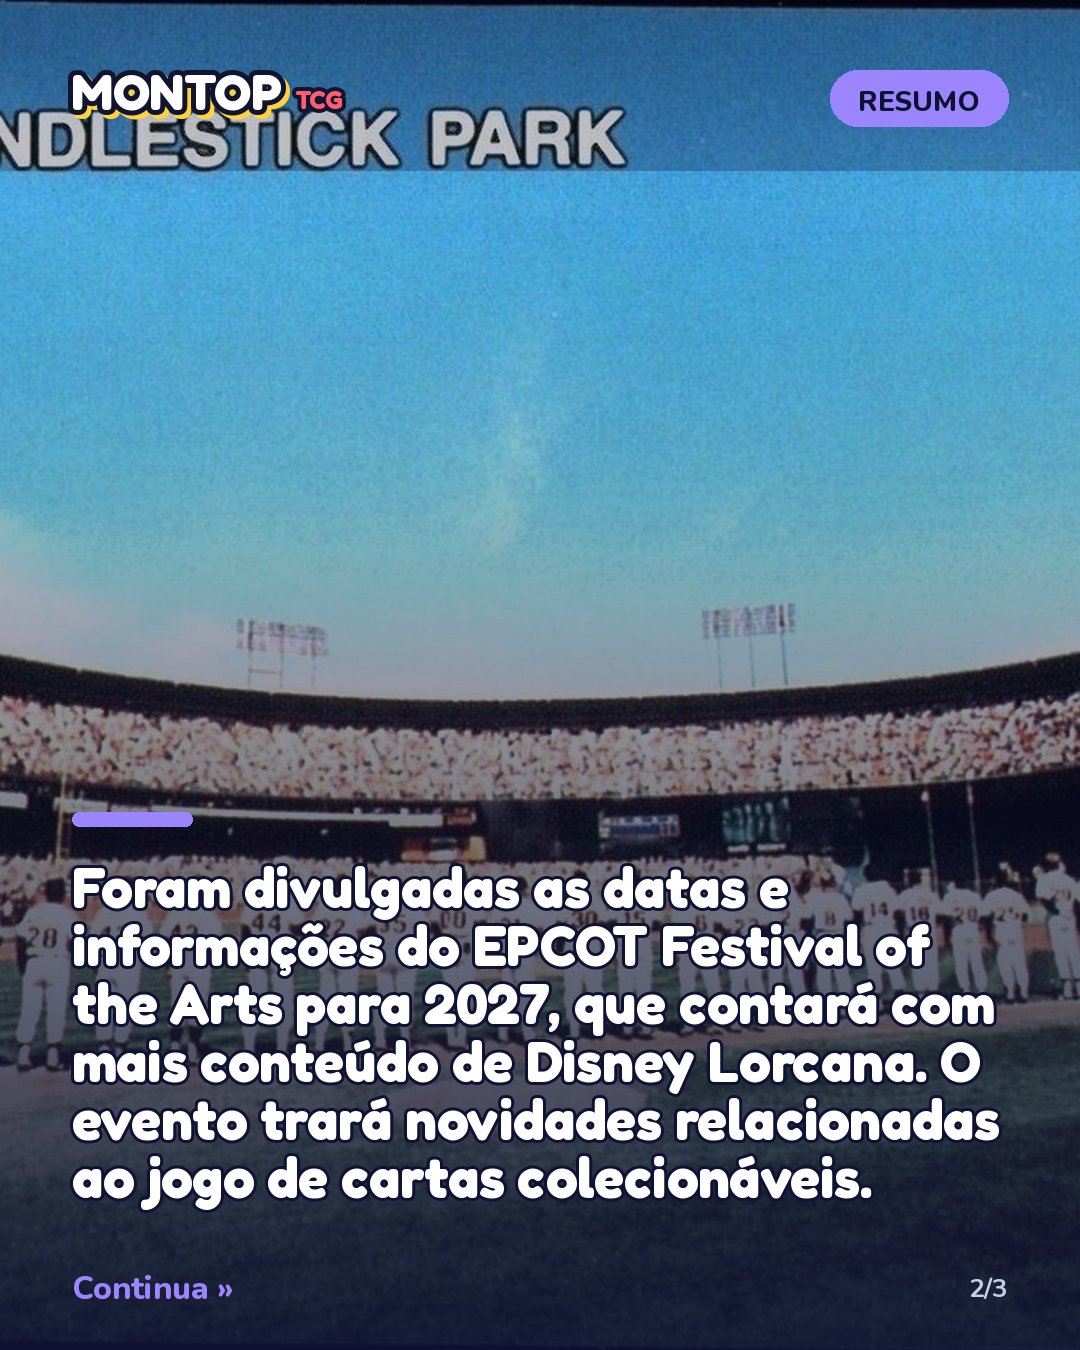 MONTOP TCG
RESUMO
NDLESTICK PARK
Foram divulgadas as datas e
informações do EPCOT Festival of
the Arts para 2027, que contará com
mais conteúdo de Disney Lorcana. O
evento trará novidades relacionadas
ao jogo de cartas colecionáveis.
Continua »
2/3